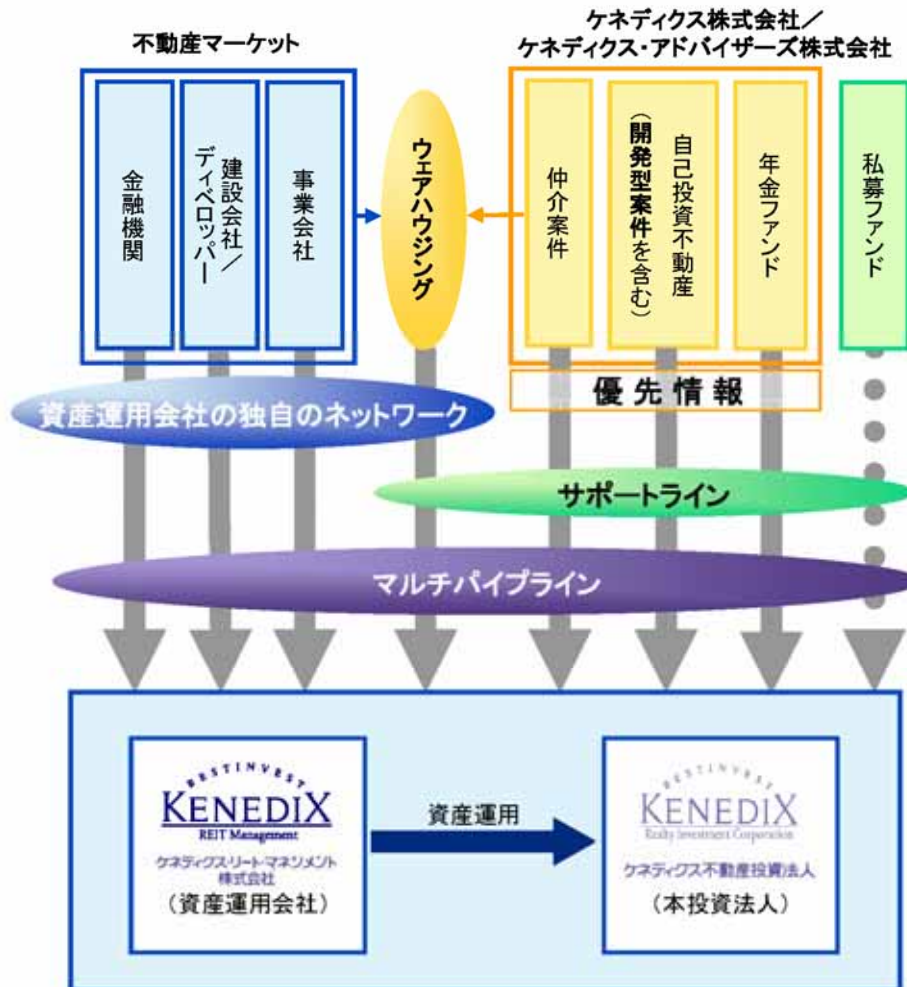 不動産マーケット
ケネディクス株式会社／
ケネディクス・アドバイザーズ株式会社
金融機関
建設会社／
ディベロッパー
事業会社
ウェアハウジング
仲介案件
自己投資不動産
（開発型案件を含む）
年金ファンド
私募ファンド
優先情報
資産運用会社の独自のネットワーク
サポートライン
マルチパイプライン
BESTINVEST
KENEDIX
REIT Management
ケネディクス・リート・マネジメント
株式会社
（資産運用会社）
資産運用
BESTINVEST
KENEDIX
Realty Investment Corporation
ケネディクス不動産投資法人
（本投資法人）